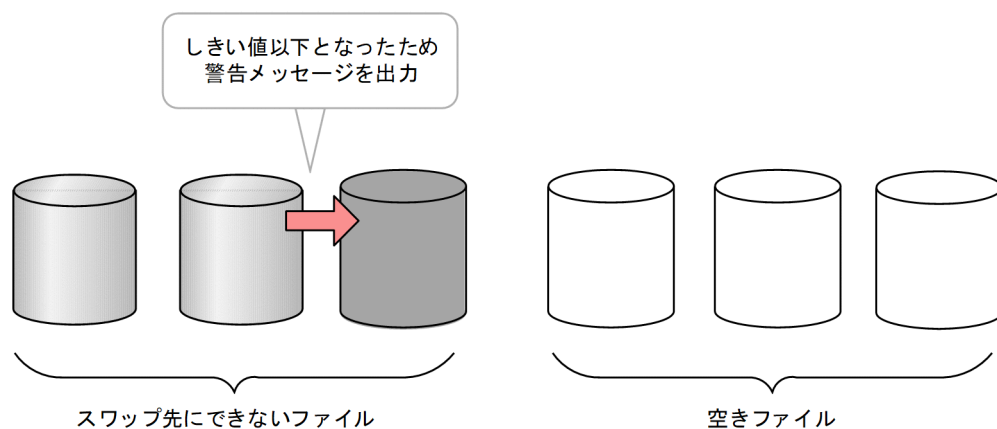 しきい値以下となったため
警告メッセージを出力
スワップ先にできないファイル
空きファイル